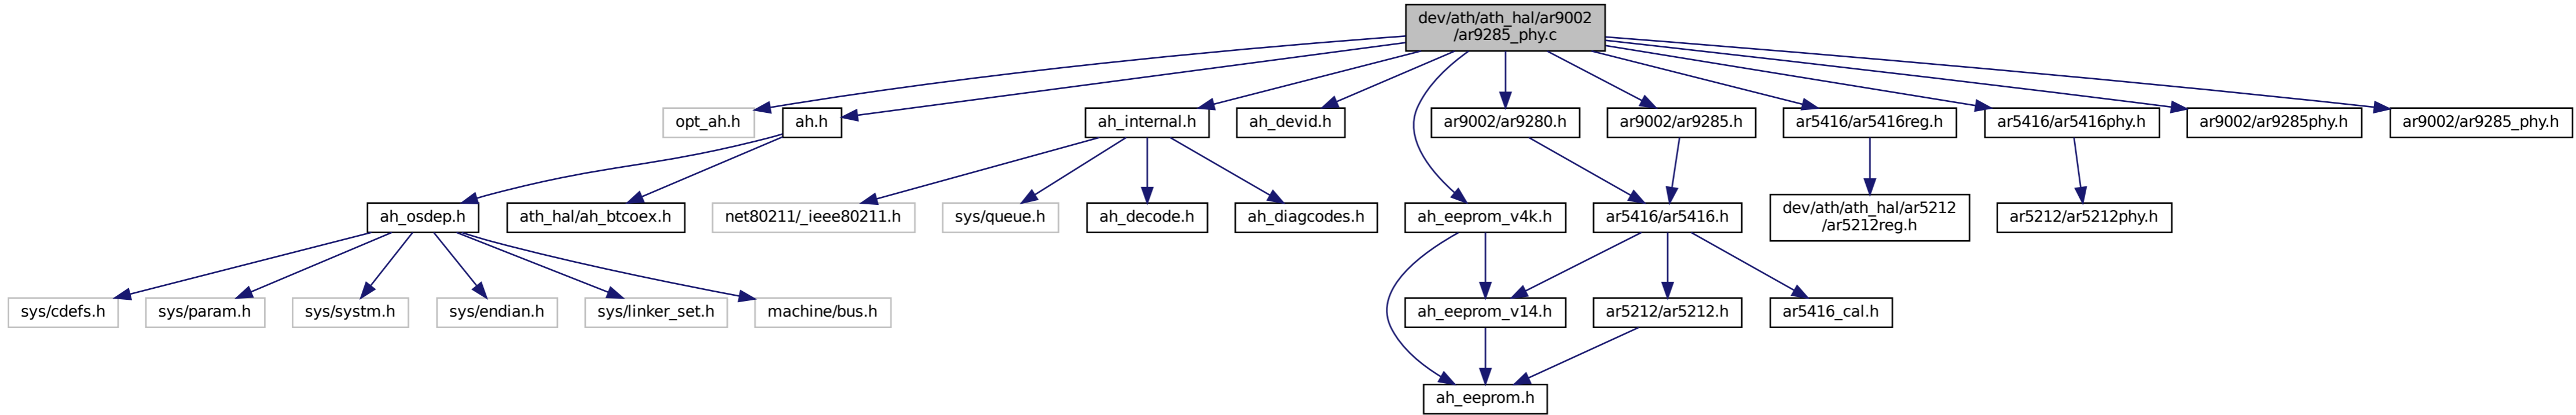 dev/ath/ath_hal/ar9002
/ar9285_phy.c
opt_ah.h
ah.h
ah_internal.h
ah_devid.h
ar9002/ar9280.h
ar9002/ar9285.h
ar5416/ar5416reg.h
ar5416/ar5416phy.h
ar9002/ar9285phy.h
ar9002/ar9285_phy.h
ah_osdep.h
ath_hal/ah_btcoex.h
net80211/_ieee80211.h
sys/queue.h
ah_decode.h
ah_diagcodes.h
ah_eeprom_v4k.h
ar5416/ar5416.h
dev/ath/ath_hal/ar5212
/ar5212reg.h
ar5212/ar5212phy.h
sys/cdefs.h
sys/param.h
sys/systm.h
sys/endian.h
sys/linker_set.h
machine/bus.h
ah_eeprom_v14.h
ar5212/ar5212.h
ar5416_cal.h
ah_eeprom.h